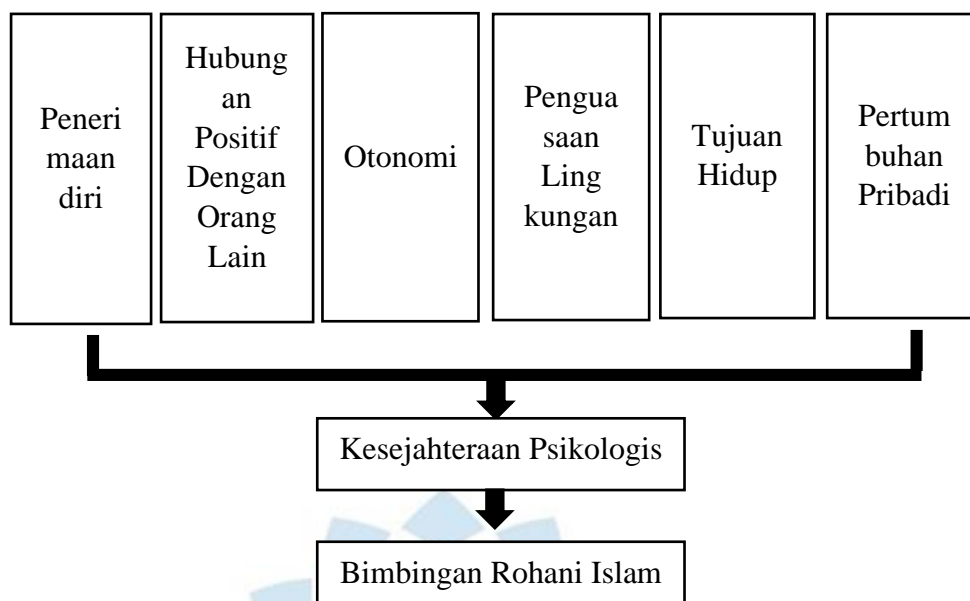 Peneri
maan
diri
Hubung
an
Positif
Dengan
Orang
Lain
Otonomi
Pengua
saan
Ling
kungan
Tujuan
Hidup
Pertum
buhan
Pribadi
Kesejahteraan Psikologis
Bimbingan Rohani Islam